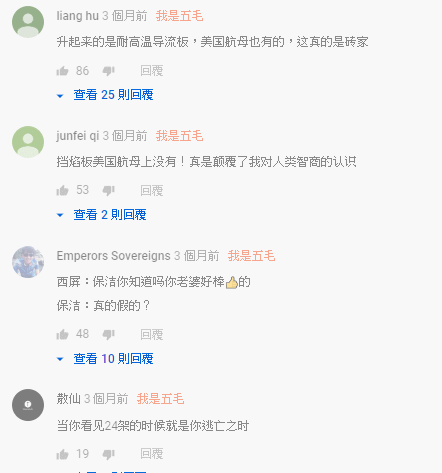 liang hu 3 個月前 我是五毛
升起来的是耐高温导流板，美国航母也有的，这真的是砖家
86 回覆
查看 25 則回覆
junfei qi 3 個月前 我是五毛
挡焰板美国航母上没有！真是颠覆了我对人类智商的认识
53 回覆
查看 2 則回覆
Emperors Sovereigns 3 個月前 我是五毛
西屏：保洁你知道吗你老婆好棒👍的
保洁：真的假的？
48 回覆
查看 10 則回覆
散仙 3 個月前 我是五毛
当你看见24架的时候就是你逃亡之时
19 回覆